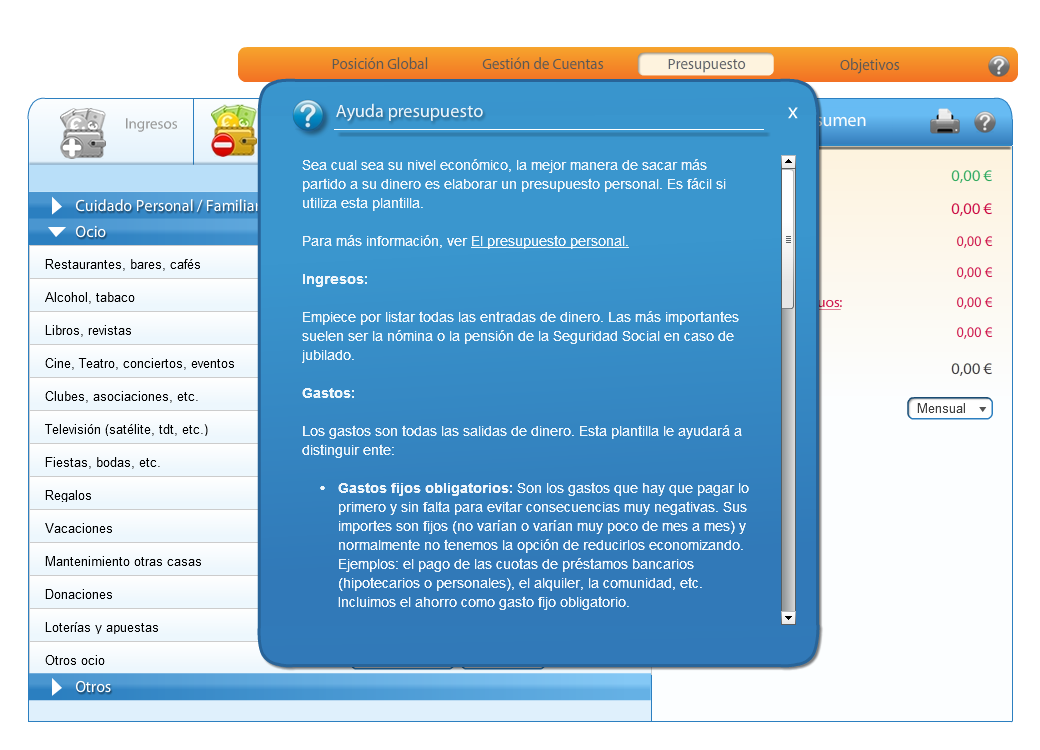 Posición Global
Gestión de Cuentas
Presupuesto
Objetivos
?
Ingresos
sumen
?
0,00 €
0,00 €
0,00 €
0,00 €
uos:
0,00 €
0,00 €
0,00 €
Mensual
Cuidado Personal / Familiar
Ocio
Restaurantes, bares, cafés
Alcohol, tabaco
Libros, revistas
Cine, Teatro, conciertos, eventos
Clubes, asociaciones, etc.
Televisión (satélite, tdt, etc.)
Fiestas, bodas, etc.
Regalos
Vacaciones
Mantenimiento otras casas
Donaciones
Loterías y apuestas
Otros ocio
Otros
? Ayuda presupuesto X
Sea cual sea su nivel económico, la mejor manera de sacar más
partido a su dinero es elaborar un presupuesto personal. Es fácil si
utiliza esta plantilla.
Para más información, ver El presupuesto personal.
Ingresos:
Empiece por listar todas las entradas de dinero. Las más importantes
suelen ser la nómina o la pensión de la Seguridad Social en caso de
jubilado.
Gastos:
Los gastos son todas las salidas de dinero. Esta plantilla le ayudará a
distinguir ente:
• Gastos fijos obligatorios: Son los gastos que hay que pagar lo
primero y sin falta para evitar consecuencias muy negativas. Sus
importes son fijos (no varían o varían muy poco de mes a mes) y
normalmente no tenemos la opción de reducirlos economizando.
Ejemplos: el pago de las cuotas de préstamos bancarios
(hipotecarios o personales), el alquiler, la comunidad, etc.
Incluimos el ahorro como gasto fijo obligatorio.